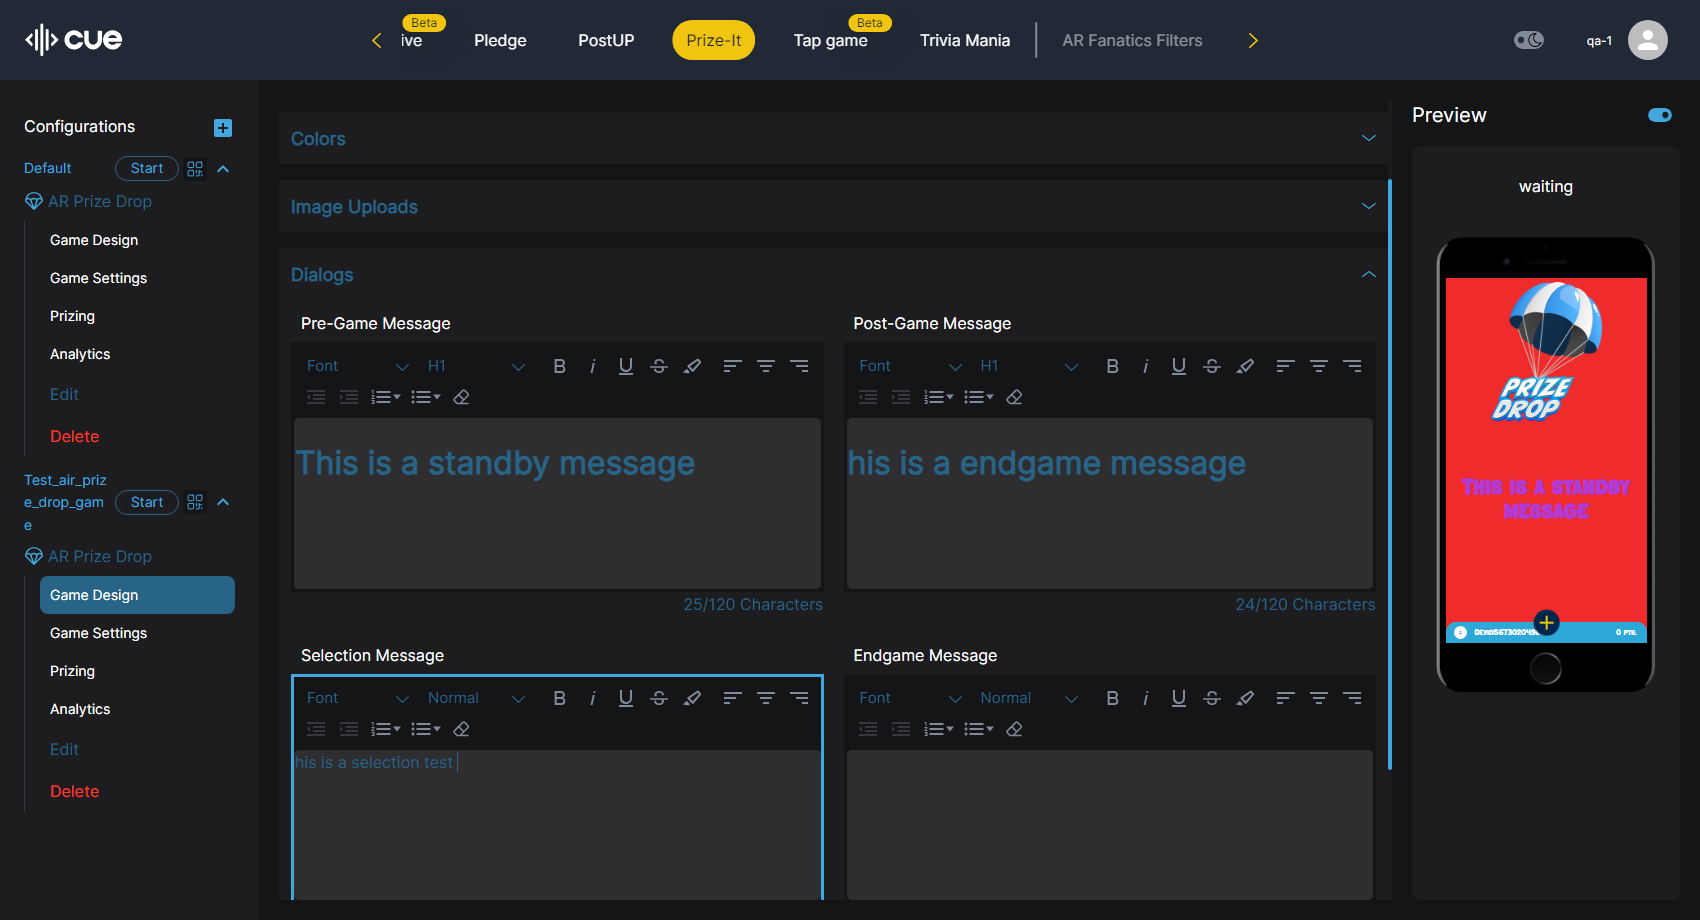 cue
Beta
ive
Pledge
PostUP
Prize-It
Beta
Tap game
Trivia Mania
AR Fanatics Filters
qa-1
Configurations
Default
Start
AR Prize Drop
Game Design
Game Settings
Prizing
Analytics
Edit
Delete
Test_air_priz
e_drop_gam
e
Start
AR Prize Drop
Game Design
Game Settings
Prizing
Analytics
Edit
Delete
Colors
Image Uploads
Dialogs
Pre-Game Message
Font H1 B i U S
This is a standby message
25/120 Characters
Post-Game Message
Font H1 B i U S
his is a endgame message
24/120 Characters
Selection Message
Font Normal B i U S
his is a selection test
Endgame Message
Font Normal B i U S
Preview
waiting
PRIZE
DROP
This is a standby
message
0 pts.